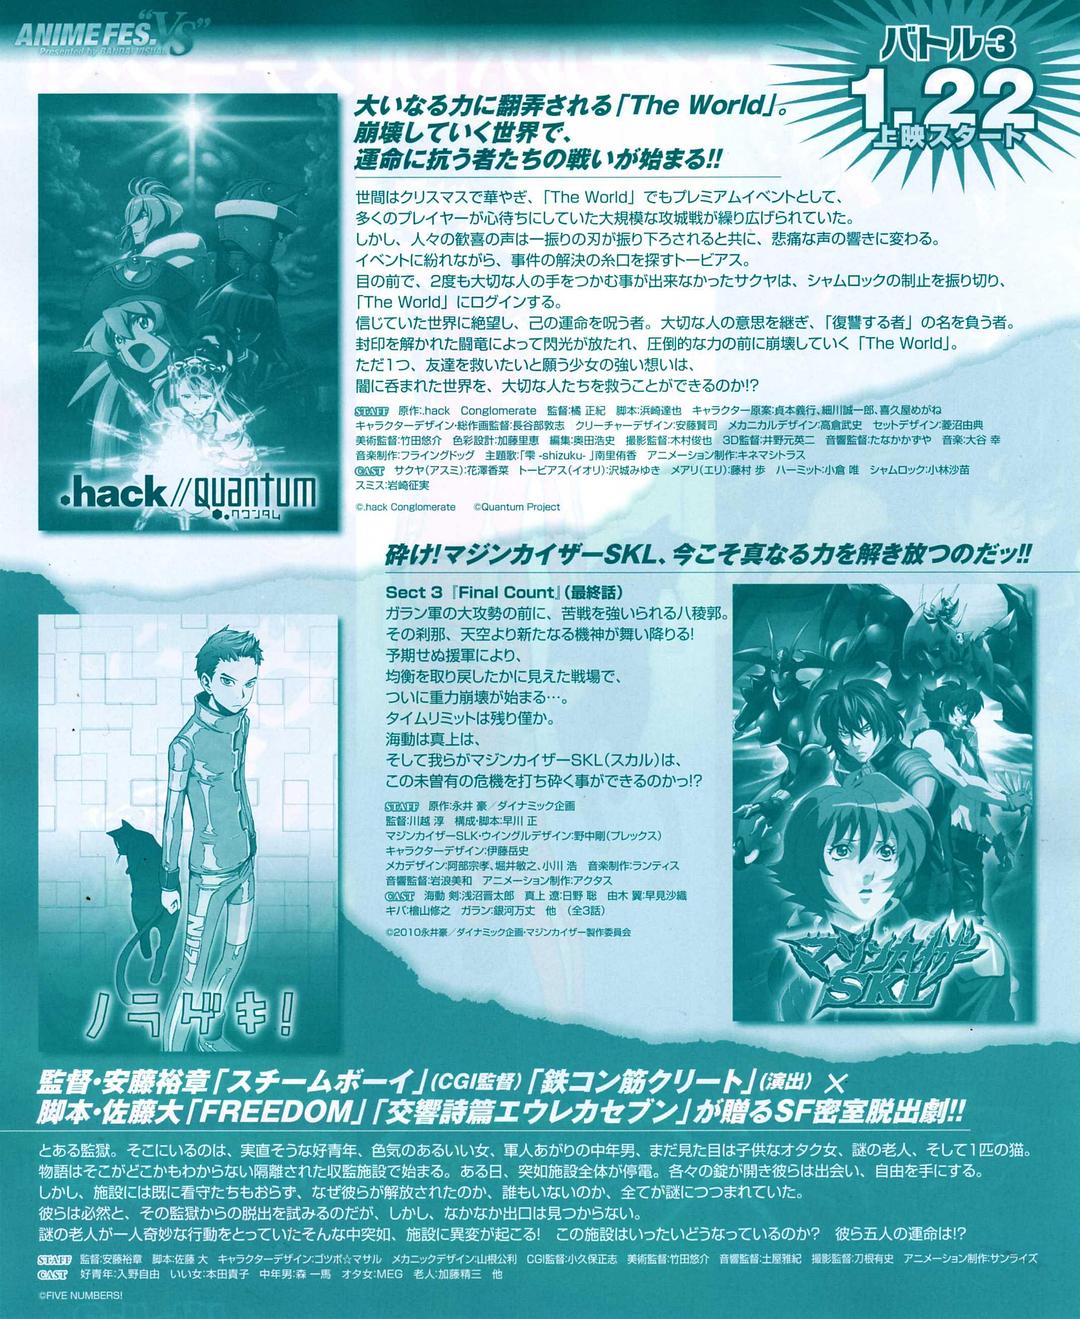 ANIME FES. "VS"
Presented by BANDAI VISUAL
バトル3
1.22
上映スタート
大いなる力に翻弄される「The World」。
崩壊していく世界で、
運命に抗う者たちの戦いが始まる!!
世間はクリスマスで華やぎ、「The World」でもプレミアムイベントとして、
多くのプレイヤーが心待ちにしていた大規模な攻城戦が繰り広げられていた。
しかし、人々の歓喜の声は一振りの刃が振り下ろされると共に、悲痛な声の響きに変わる。
イベントに紛れながら、事件の解決の糸口を探すトービアス。
目の前で、2度も大切な人の手をつかむ事が出来なかったサクヤは、シャムロックの制止を振り切り、
「The World」にログインする。
信じていた世界に絶望し、己の運命を呪う者。大切な人の意思を継ぎ、「復讐する者」の名を負う者。
封印を解かれた闘竜によって閃光が放たれ、圧倒的な力の前に崩壊していく「The World」。
ただ1つ、友達を救いたいと願う少女の強い想いは、
闇に呑まれた世界を、大切な人たちを救うことができるのか!?
STAFF 原作:.hack Conglomerate 監督:橘 正紀 脚本:浜崎達也 キャラクター原案:貞本義行、細川誠一郎、喜久屋めがね
キャラクターデザイン・総作画監督:長谷部敦志 クリーチャーデザイン:安藤賢司 メカニカルデザイン:高倉武史 セットデザイン:菱沼由典
美術監督:竹田悠介 色彩設計:加藤里恵 編集:奥田浩史 撮影監督:木村俊也 3D監督:井野元英二 音響監督:たなかかずや 音楽:大谷 幸
音楽制作:フライングドッグ 主題歌:「雫 -shizuku-」南里侑香 アニメーション制作:キネマシトラス
CAST サクヤ(アスミ):花澤香菜 トービアス(イオリ):沢城みゆき メアリ(エリ):藤村 歩 ハーミット:小倉 唯 シャムロック:小林沙苗
スミス:岩崎征実
©.hack Conglomerate ©Quantum Project
.hack//Quantum
クワンタム
砕け!マジンカイザーSKL、今こそ真なる力を解き放つのだッ!!
Sect 3『Final Count』(最終話)
ガラン軍の大攻勢の前に、苦戦を強いられる八稜郭。
その刹那、天空より新たなる機神が舞い降りる!
予期せぬ援軍により、
均衡を取り戻したかに見えた戦場で、
ついに重力崩壊が始まる…。
タイムリミットは残り僅か。
海動は真上は、
そして我らがマジンカイザーSKL(スカル)は、
この未曽有の危機を打ち砕く事ができるのかっ!?
STAFF 原作:永井 豪/ダイナミック企画
監督:川越 淳 構成・脚本:早川 正
マジンカイザーSLK・ウイングルデザイン:野中剛(プレックス)
キャラクターデザイン:伊藤岳史
メカデザイン:阿部宗孝、堀井敏之、小川 浩 音楽制作:ランティス
音響監督:岩浪美和 アニメーション制作:アクタス
CAST 海動 剣:浅沼晋太郎 真上 遼:日野 聡 由木 翼:早見沙織
キバ:檜山修之 ガラン:銀河万丈 他 (全3話)
©2010永井豪/ダイナミック企画・マジンカイザー製作委員会
マジンカイザー
SKL
ノラゲキ!
監督・安藤裕章「スチームボーイ」(CGI監督)「鉄コン筋クリート」(演出)×
脚本・佐藤大「FREEDOM」「交響詩篇エウレカセブン」が贈るSF密室脱出劇!!
とある監獄。そこにいるのは、実直そうな好青年、色気のあるいい女、軍人あがりの中年男、まだ見た目は子供なオタク女、謎の老人、そして1匹の猫。
物語はそこがどこかもわからない隔離された収監施設で始まる。ある日、突如施設全体が停電。各々の錠が開き彼らは出会い、自由を手にする。
しかし、施設には既に看守たちもおらず、なぜ彼らが解放されたのか、誰もいないのか、全てが謎につつまれていた。
彼らは必然と、その監獄からの脱出を試みるのだが、しかし、なかなか出口は見つからない。
謎の老人が一人奇妙な行動をとっていたそんな中突如、施設に異変が起こる! この施設はいったいどうなっているのか? 彼ら五人の運命は!?
STAFF 監督:安藤裕章 脚本:佐藤 大 キャラクターデザイン:ゴツボ☆マサル メカニックデザイン:山根公利 CGI監督:小久保正志 美術監督:竹田悠介 音響監督:土屋雅紀 撮影監督:刀根有史 アニメーション制作:サンライズ
CAST 好青年:入野自由 いい女:本田貴子 中年男:森 一馬 オタ女:MEG 老人:加藤精三 他
©FIVE NUMBERS!